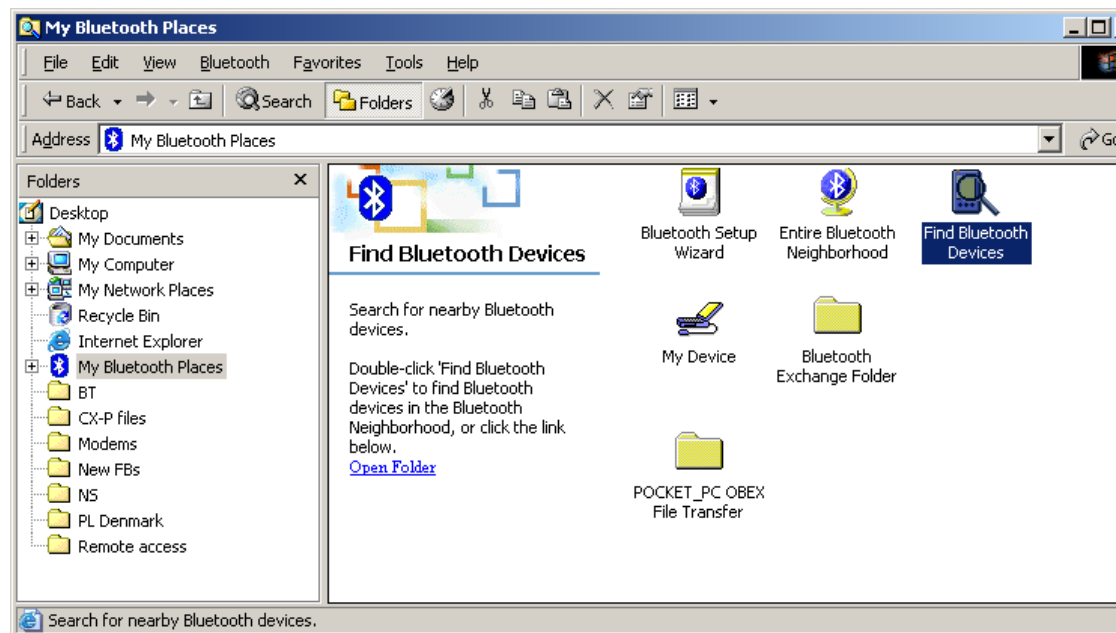 My Bluetooth Places
File Edit View Bluetooth Favorites Tools Help
Back Search Folders
Address My Bluetooth Places Go
Folders
Desktop
My Documents
My Computer
My Network Places
Recycle Bin
Internet Explorer
My Bluetooth Places
BT
CX-P files
Modems
New FBs
NS
PL Denmark
Remote access
Find Bluetooth Devices
Search for nearby Bluetooth
devices.
Double-click 'Find Bluetooth
Devices' to find Bluetooth
devices in the Bluetooth
Neighborhood, or click the link
below.
Open Folder
Bluetooth Setup
Wizard
Entire Bluetooth
Neighborhood
Find Bluetooth
Devices
My Device
Bluetooth
Exchange Folder
POCKET_PC OBEX
File Transfer
Search for nearby Bluetooth devices.